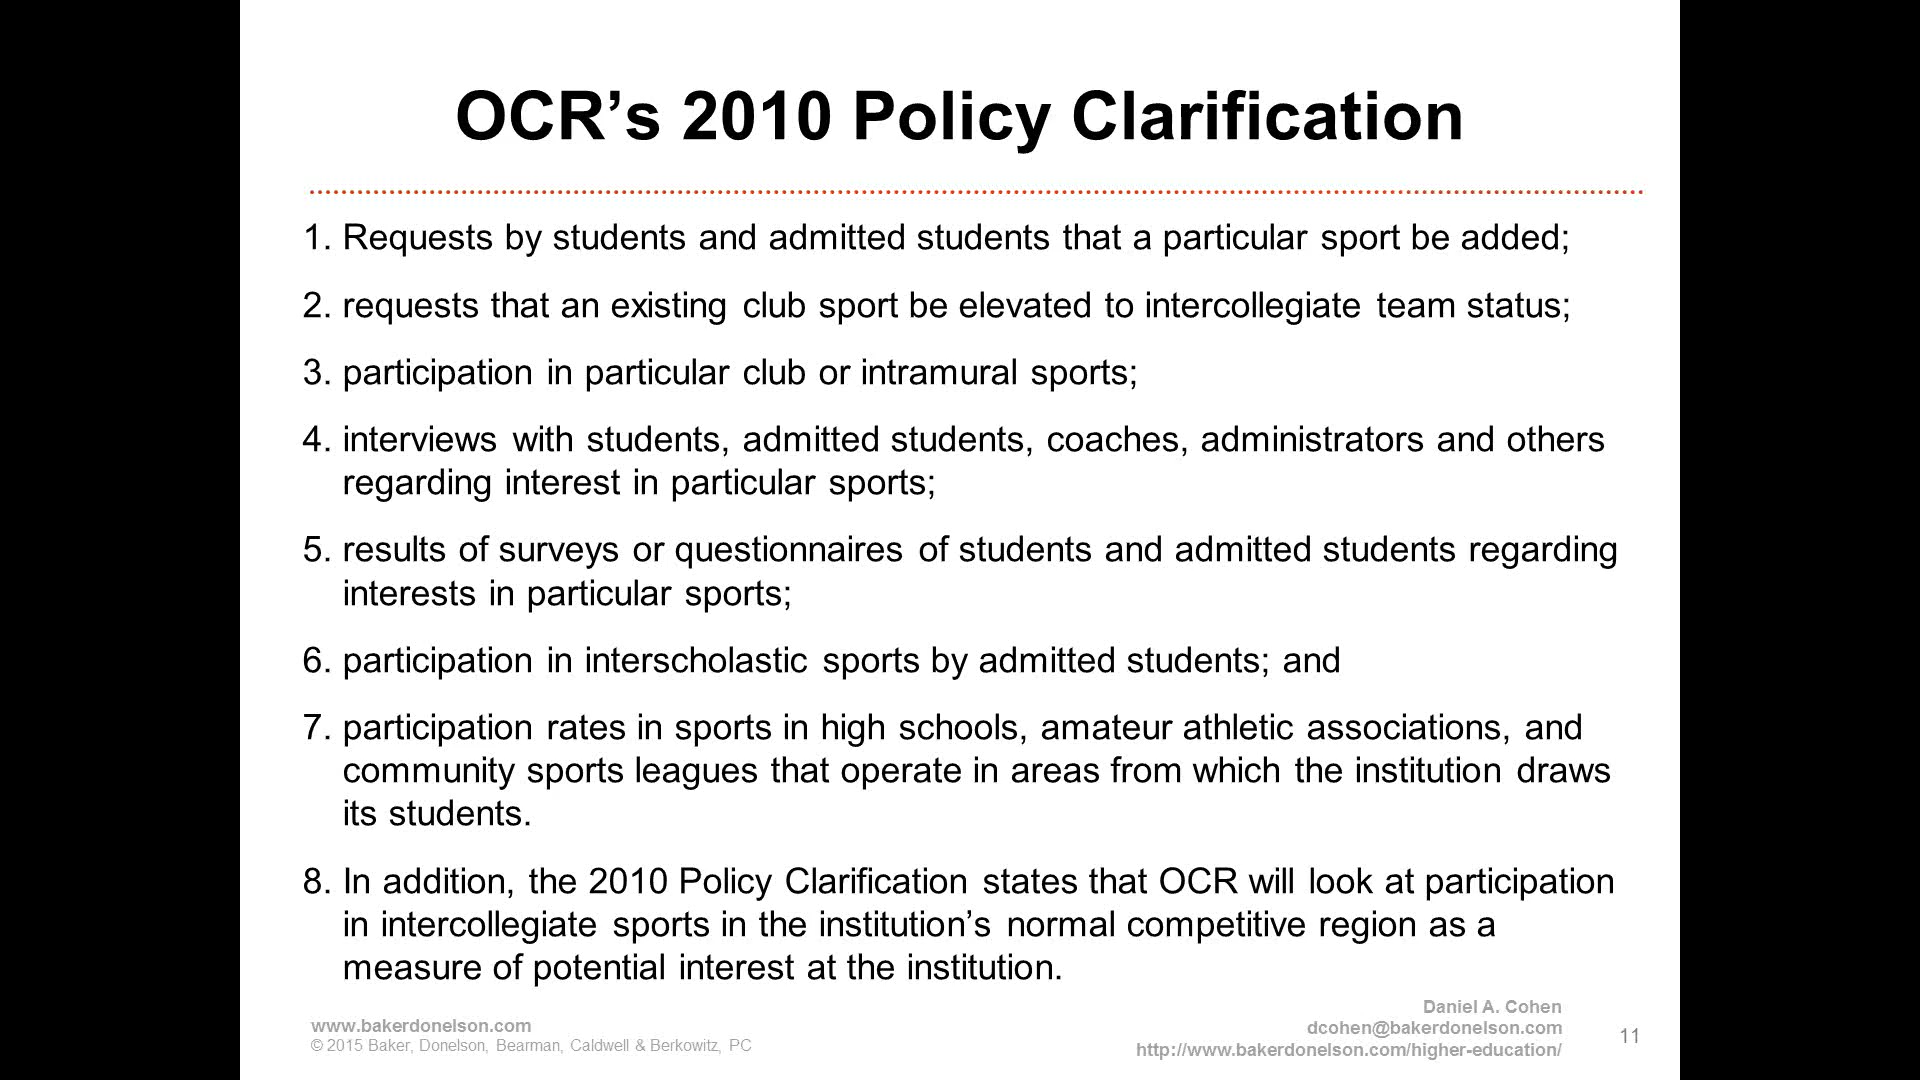 OCR’s 2010 Policy Clarification
1. Requests by students and admitted students that a particular sport be added;
2. requests that an existing club sport be elevated to intercollegiate team status;
3. participation in particular club or intramural sports;
4. interviews with students, admitted students, coaches, administrators and others
regarding interest in particular sports;
5. results of surveys or questionnaires of students and admitted students regarding
interests in particular sports;
6. participation in interscholastic sports by admitted students; and
7. participation rates in sports in high schools, amateur athletic associations, and
community sports leagues that operate in areas from which the institution draws
its students.
8. In addition, the 2010 Policy Clarification states that OCR will look at participation
in intercollegiate sports in the institution’s normal competitive region as a
measure of potential interest at the institution.
www.bakerdonelson.com
© 2015 Baker, Donelson, Bearman, Caldwell & Berkowitz, PC
Daniel A. Cohen
dcohen@bakerdonelson.com
http://www.bakerdonelson.com/higher-education/
11